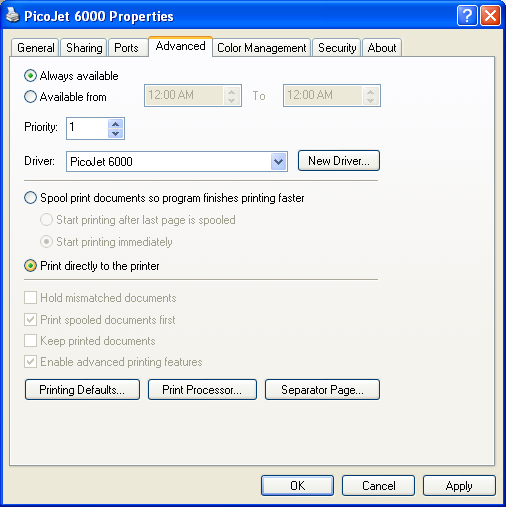 PicoJet 6000 Properties
General Sharing Ports Advanced Color Management Security About
Always available
Available from 12:00 AM To 12:00 AM
Priority: 1
Driver: PicoJet 6000 New Driver...
Spool print documents so program finishes printing faster
Start printing after last page is spooled
Start printing immediately
Print directly to the printer
Hold mismatched documents
Print spooled documents first
Keep printed documents
Enable advanced printing features
Printing Defaults... Print Processor... Separator Page...
OK Cancel Apply